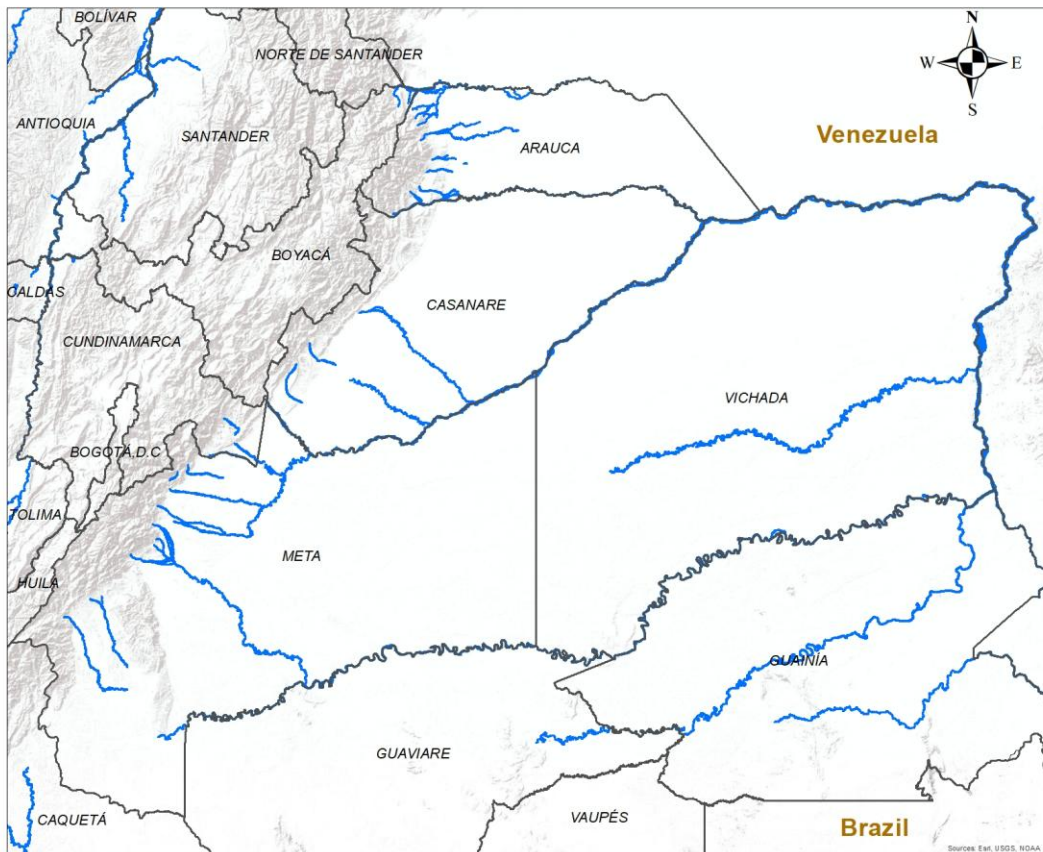 BOLÍVAR
N
NORTE DE SANTANDER
W
E
S
ANTIOQUIA
SANTANDER
ARAUCA
Venezuela
BOYACÁ
CALDAS
CASANARE
CUNDINAMARCA
VICHADA
BOGOTÁ,D.C
TOLIMA
META
HUILA
GUAINÍA
GUAVIARE
CAQUETÁ
VAUPÉS
Brazil
Sources: Esri, USGS, NOAA